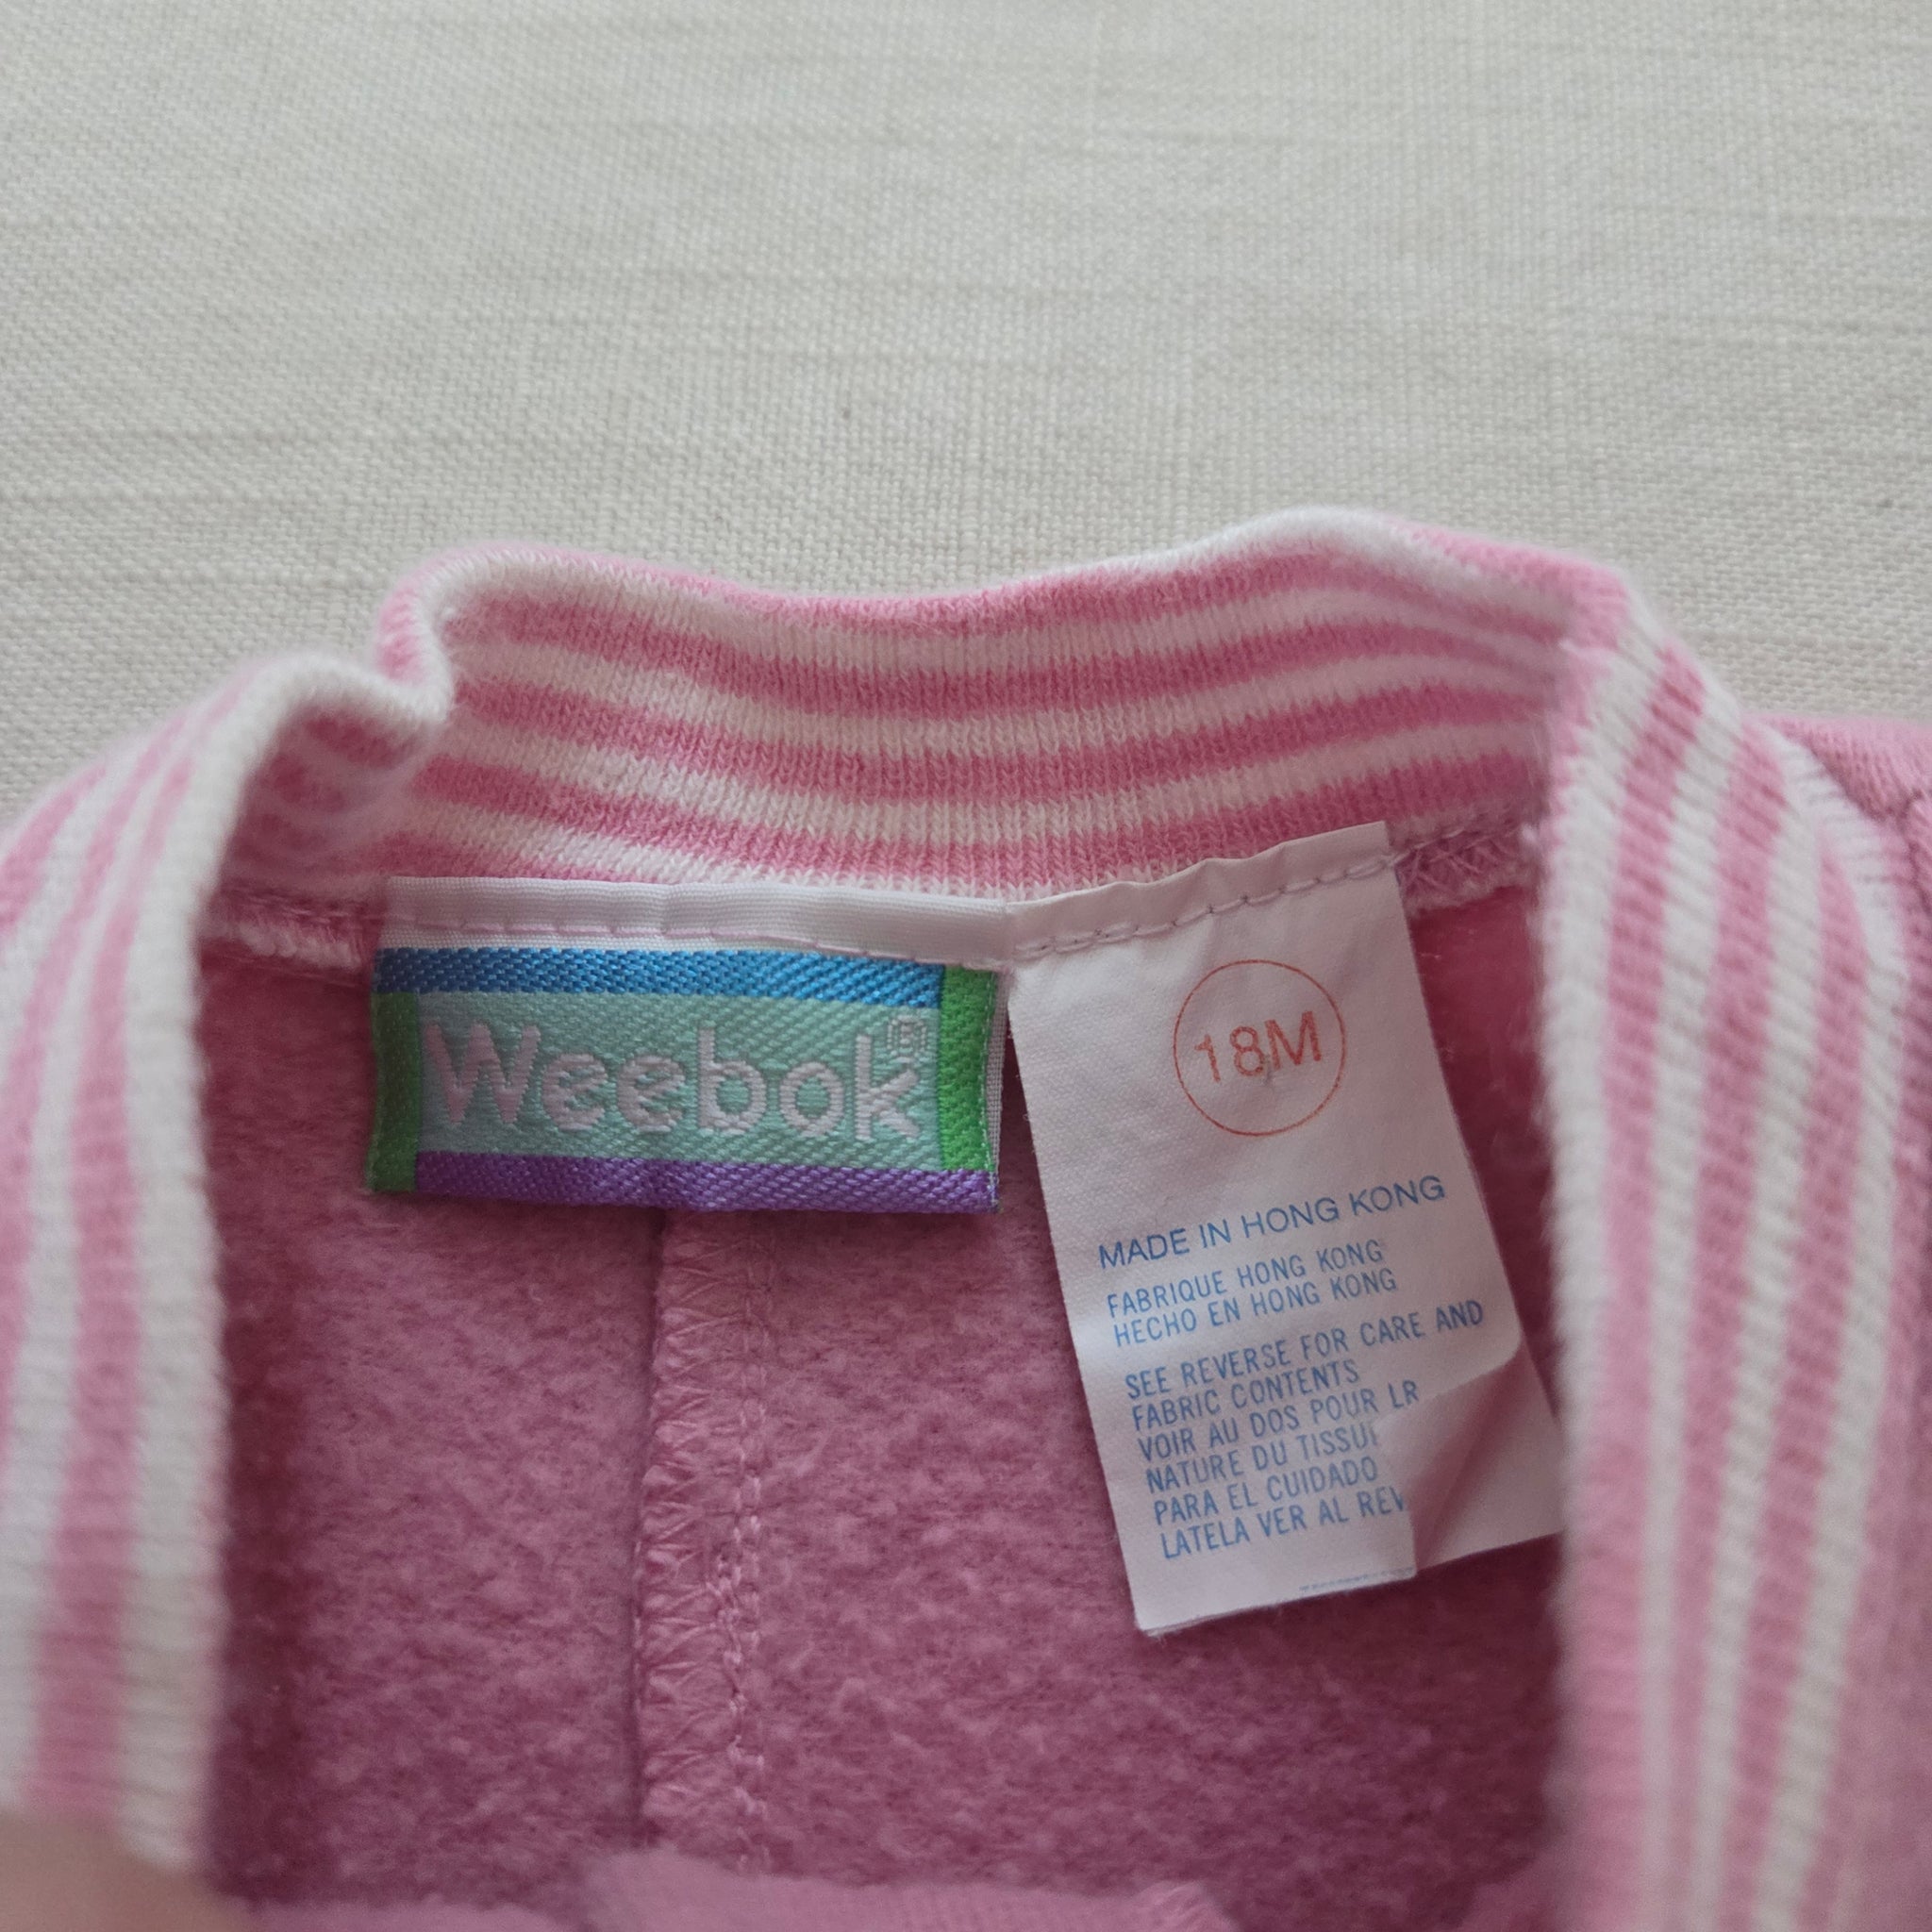 Weebok
18M
MADE IN HONG KONG
FABRIQUE HONG KONG
HECHO EN HONG KONG
SEE REVERSE FOR CARE AND
FABRIC CONTENTS
VOIR AU DOS POUR LR
NATURE DU TISSU
PARA EL CUIDADO
LATELA VER AL REV